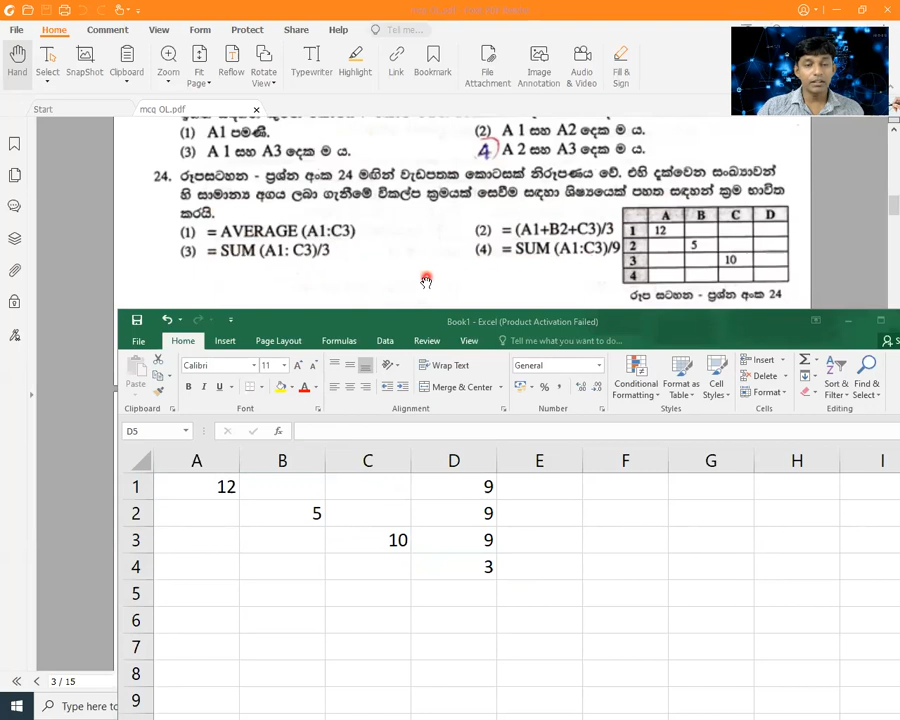 File Home Comment View Form Protect Share Help Tell me...
Hand Select SnapShot Clipboard Zoom Fit Page Reflow Rotate View Typewriter Highlight Link Bookmark File Attachment Image Annotation Audio & Video Fill & Sign
Start mcq OL.pdf
(1) A1 පමණී. (2) A 1 සහ A2 දෙක ම ය.
(3) A 1 සහ A3 දෙක ම ය. 4 A 2 සහ A3 දෙක ම ය.
24. රූපසටහන - ප්‍රශ්න අංක 24 මඟින් වැඩපතක කොටසක් නිරූපණය වේ. එහි දැක්වෙන සංඛ්‍යාවන්
හි සාමාන්‍ය අගය ලබා ගැනීමේ විකල්ප ක්‍රමයක් සෙවීම සඳහා ශිෂ්‍යයෙක් පහත සඳහන් ක්‍රම භාවිත
කරයි.
(1) = AVERAGE (A1:C3) (2) = (A1+B2+C3)/3
(3) = SUM (A1: C3)/3 (4) = SUM (A1:C3)/9
A B C D
1 12
2 5
3 10
4
රූප සටහන - ප්‍රශ්න අංක 24
Book1 - Excel (Product Activation Failed)
File Home Insert Page Layout Formulas Data Review View Tell me what you want to do... S
Paste Calibri 11 A A Wrap Text General Conditional Formatting Format as Table Cell Styles Insert Delete Format Sort & Filter Find & Select
B I U A Merge & Center % ,
Clipboard Font Alignment Number Styles Cells Editing
D5 fx
A B C D E F G H I
1 12 9
2 5 9
3 10 9
4 3
5
6
7
8
9
3 / 15
Type here to